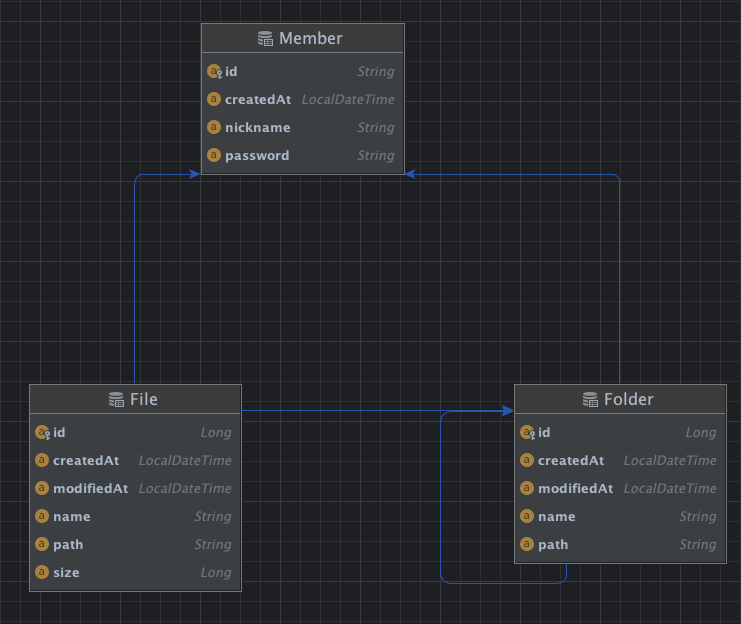 Member
id String
createdAt LocalDateTime
nickname String
password String
File
id Long
createdAt LocalDateTime
modifiedAt LocalDateTime
name String
path String
size Long
Folder
id Long
createdAt LocalDateTime
modifiedAt LocalDateTime
name String
path String